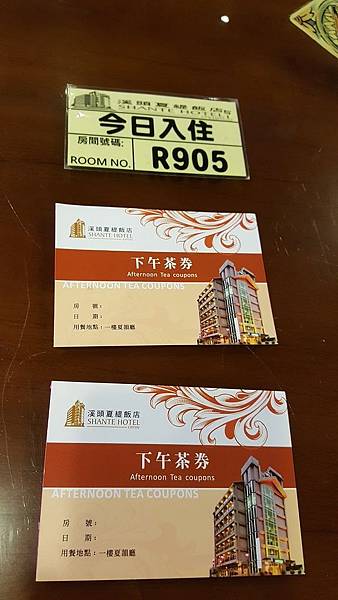 溪頭夏緹飯店
SHANTE HOTEL
今日入住
房間號碼:
ROOM NO.
R905
溪頭夏緹飯店
SHANTE HOTEL
下午茶券
Afternoon Tea coupons
AFTERNOON TEA COUPONS
房 號:
日 期:
用餐地點:一樓夏韻廳
溪頭夏緹飯店
SHANTE HOTEL
下午茶券
Afternoon Tea coupons
AFTERNOON TEA COUPONS
房 號:
日 期:
用餐地點:一樓夏韻廳